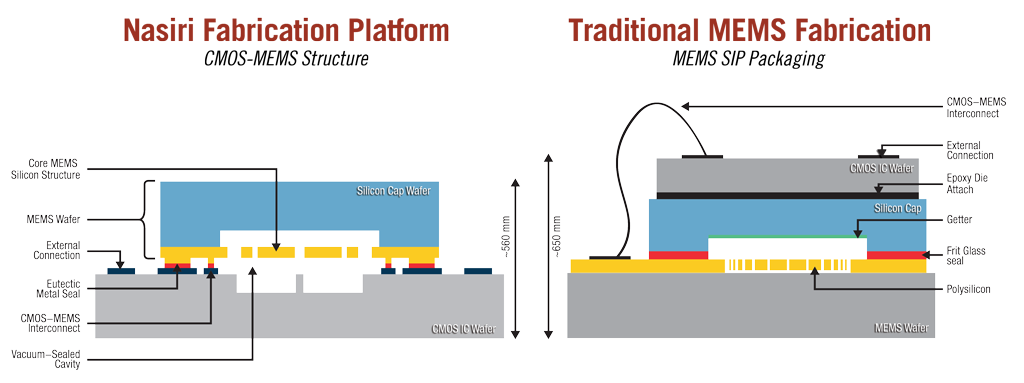 Nasiri Fabrication Platform
CMOS-MEMS Structure
Core MEMS
Silicon Structure
MEMS Wafer
External
Connection
Eutectic
Metal Seal
CMOS–MEMS
Interconnect
Vacuum–Sealed
Cavity
Silicon Cap Wafer
CMOS IC Wafer
~560 mm
Traditional MEMS Fabrication
MEMS SIP Packaging
~650 mm
CMOS–MEMS
Interconnect
External
Connection
CMOS IC Wafer
Epoxy Die
Attach
Silicon Cap
Getter
Frit Glass
seal
Polysilicon
MEMS Wafer